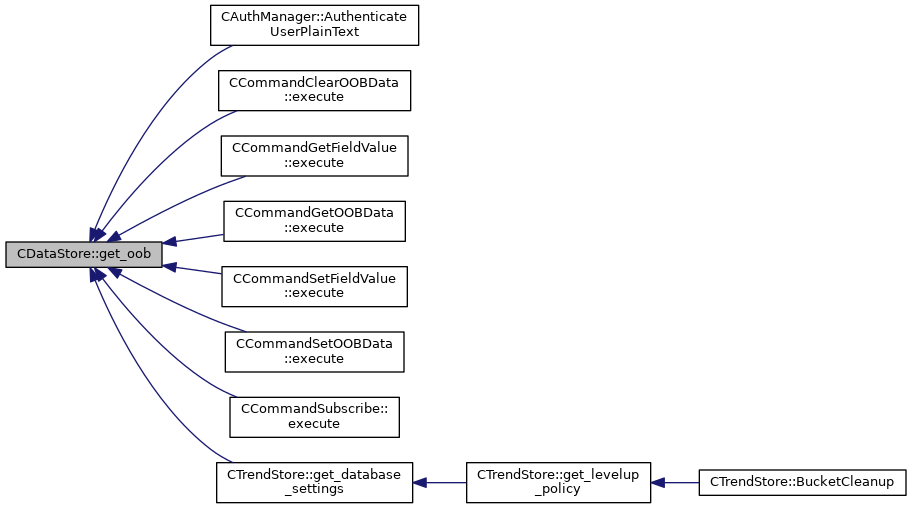 CAuthManager::Authenticate
UserPlainText
CCommandClearOOBData
::execute
CCommandGetFieldValue
::execute
CCommandGetOOBData
::execute
CDataStore::get_oob
CCommandSetFieldValue
::execute
CCommandSetOOBData
::execute
CCommandSubscribe::
execute
CTrendStore::get_database
_settings
CTrendStore::get_levelup
_policy
CTrendStore::BucketCleanup